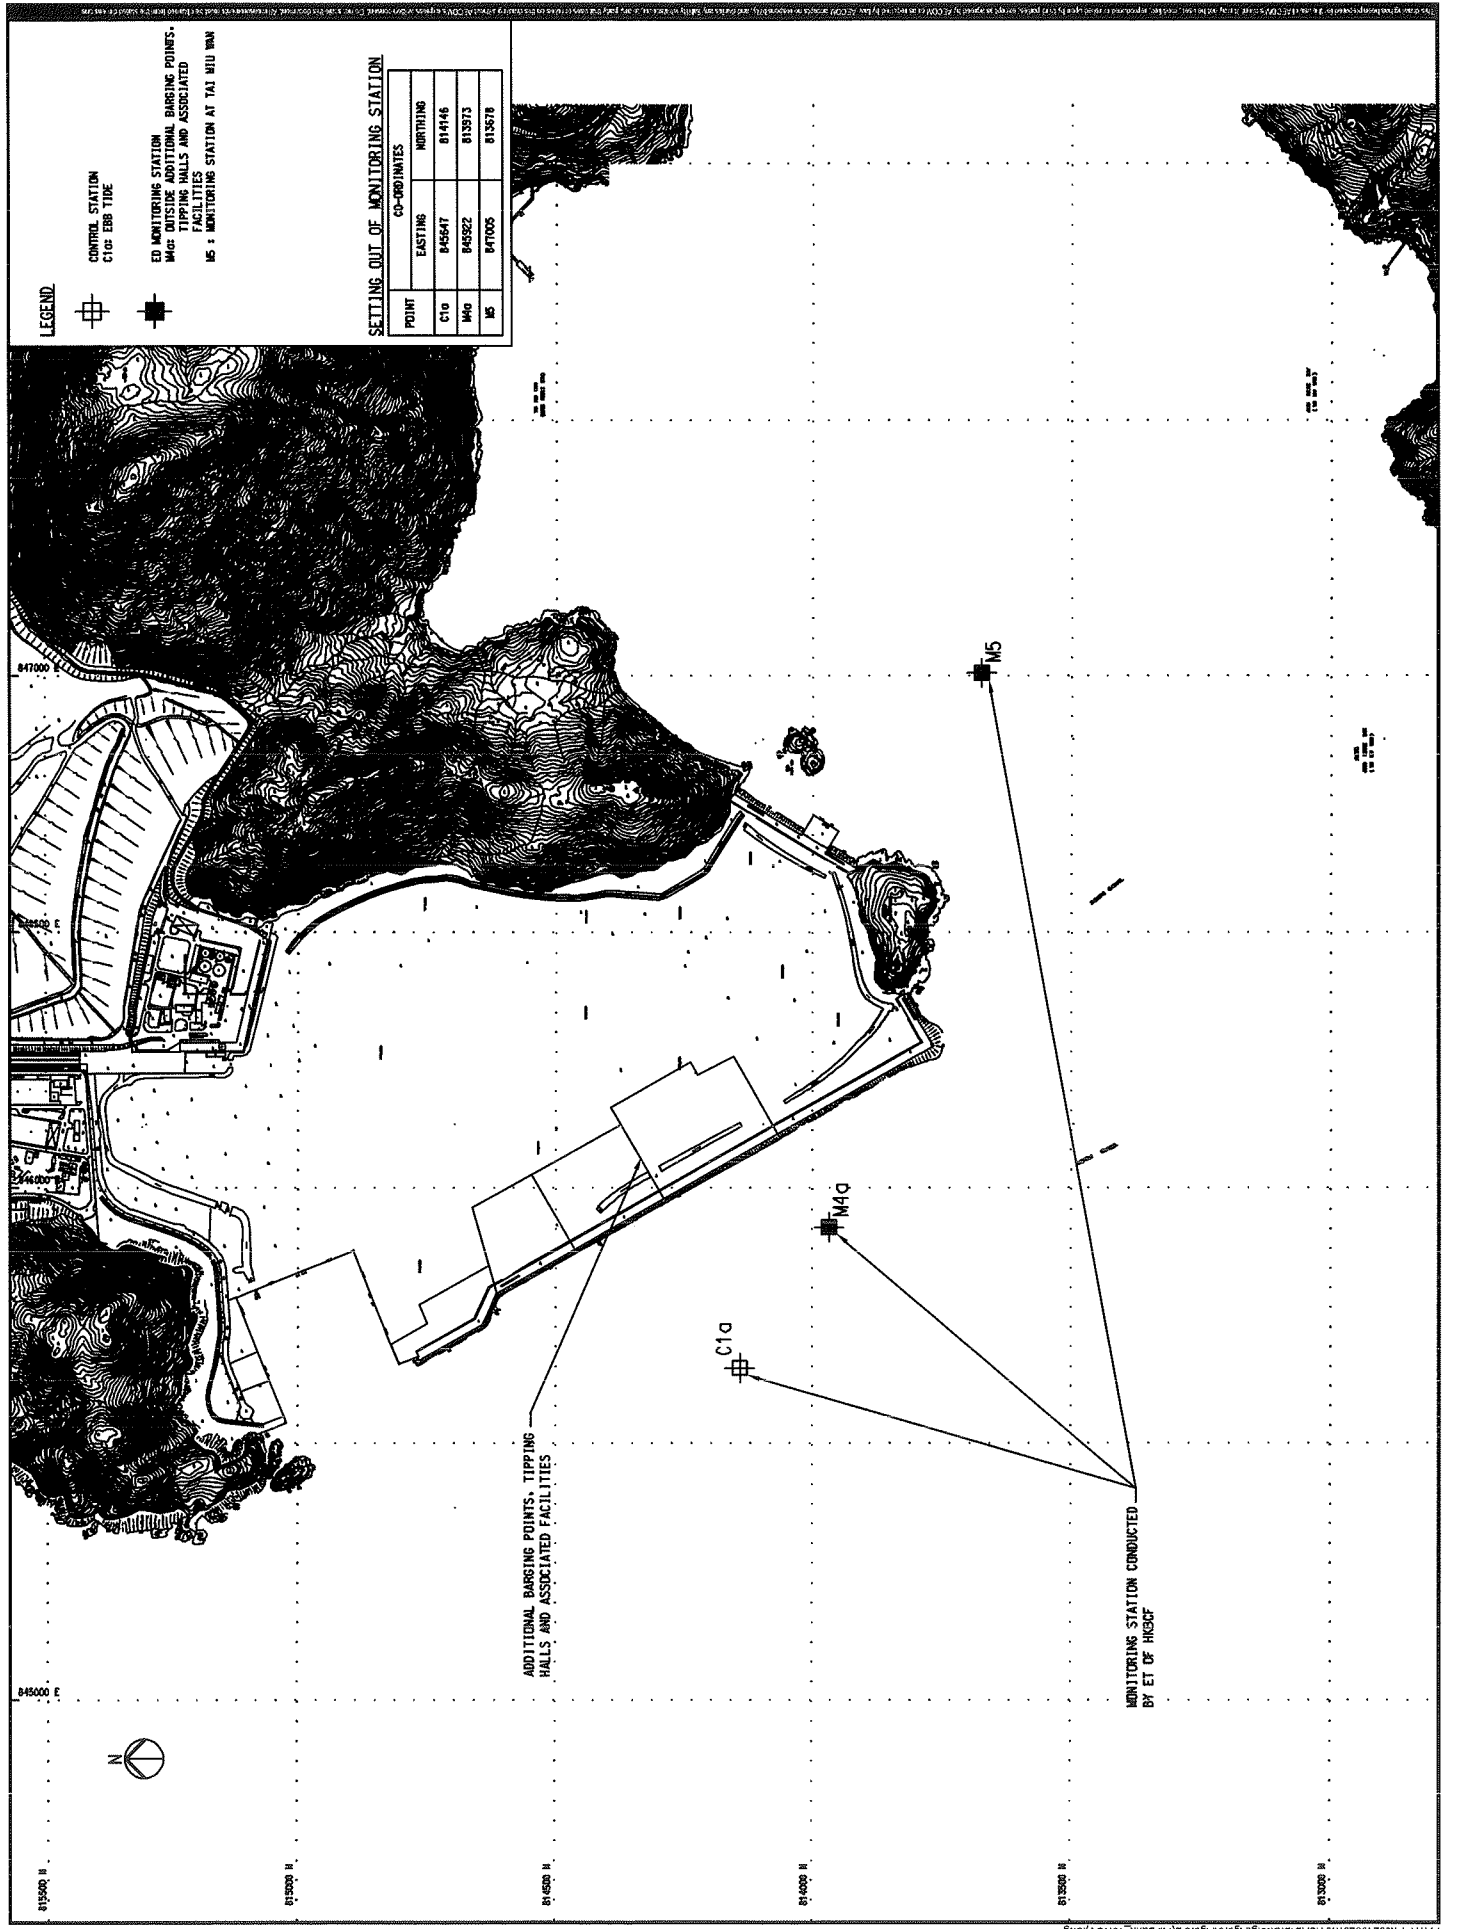 LEGEND
CONTROL STATION
C1a: EBB TIDE
ED MONITORING STATION
M4a: OUTSIDE ADDITIONAL BARGING POINTS,
TIPPING HALLS AND ASSOCIATED
FACILITIES
M5 : MONITORING STATION AT TAI MIU WAN
SETTING OUT OF MONITORING STATION
POINT CO-ORDINATES
EASTING NORTHING
C1a 845647 814146
M4a 845922 813973
M5 847005 813678
847000 E
846500 E
846000 E
845000 E
M5
M4a
C1a
ADDITIONAL BARGING POINTS, TIPPING
HALLS AND ASSOCIATED FACILITIES
MONITORING STATION CONDUCTED
BY ET OF HKBCF
N
815500 N
815000 N
814500 N
814000 N
813500 N
813000 N